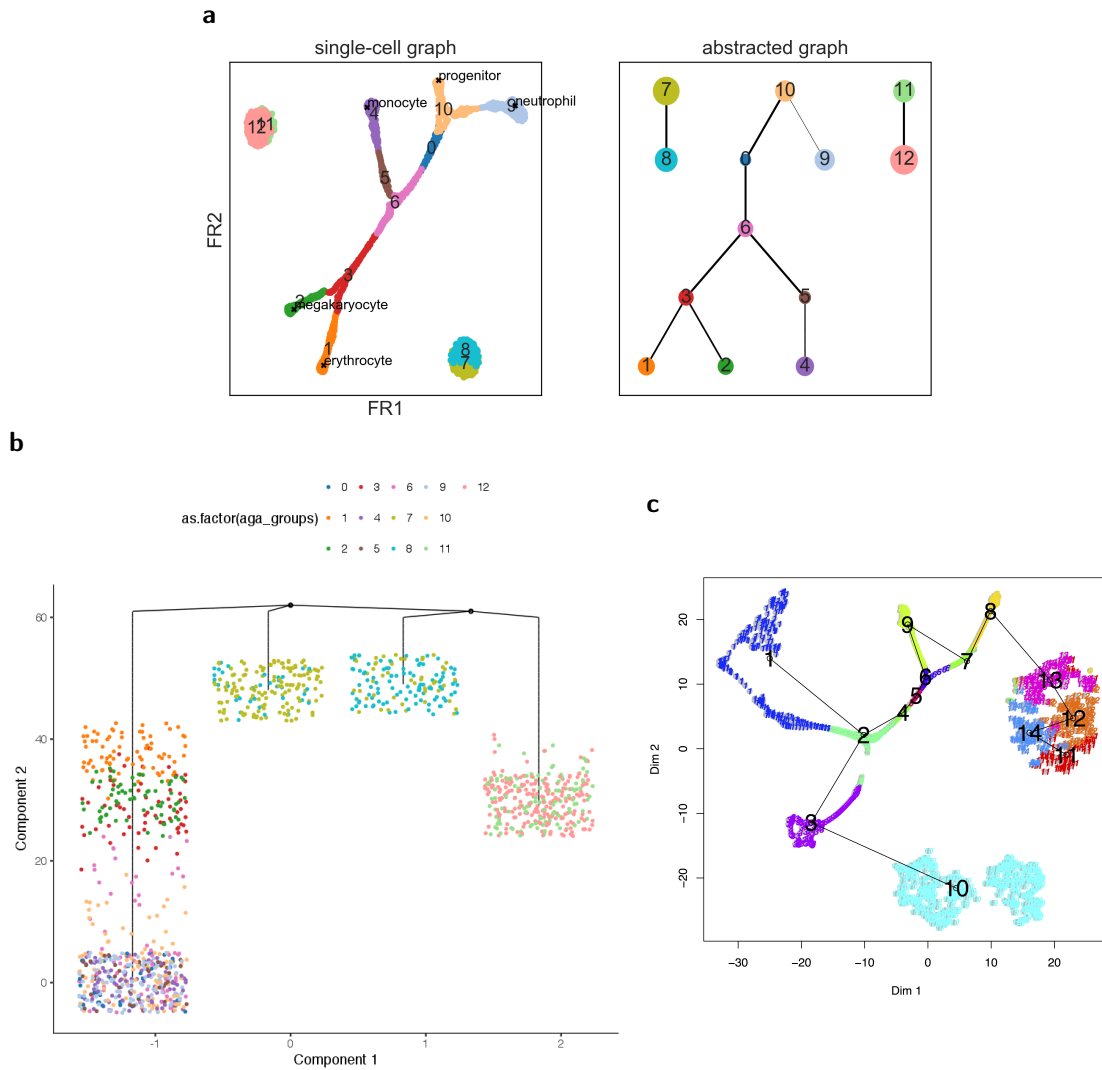 a
single-cell graph
abstracted graph
progenitor
monocyte
neutrophil
megakaryocyte
erythrocyte
12 11
4
10
9
0
5
6
3
2
1
8
7
FR2
FR1
7 10 11
8 0 9 12
6
3 5
1 2 4
b
0 3 6 9 12
as.factor(aga_groups) 1 4 7 10
2 5 8 11
60
40
20
0
Component 2
-1 0 1 2
Component 1
c
20
10
0
−10
−20
Dim 2
1
9
8
7
6
5
4
2
3
10
13
12
14
11
−30 −20 −10 0 10 20
Dim 1